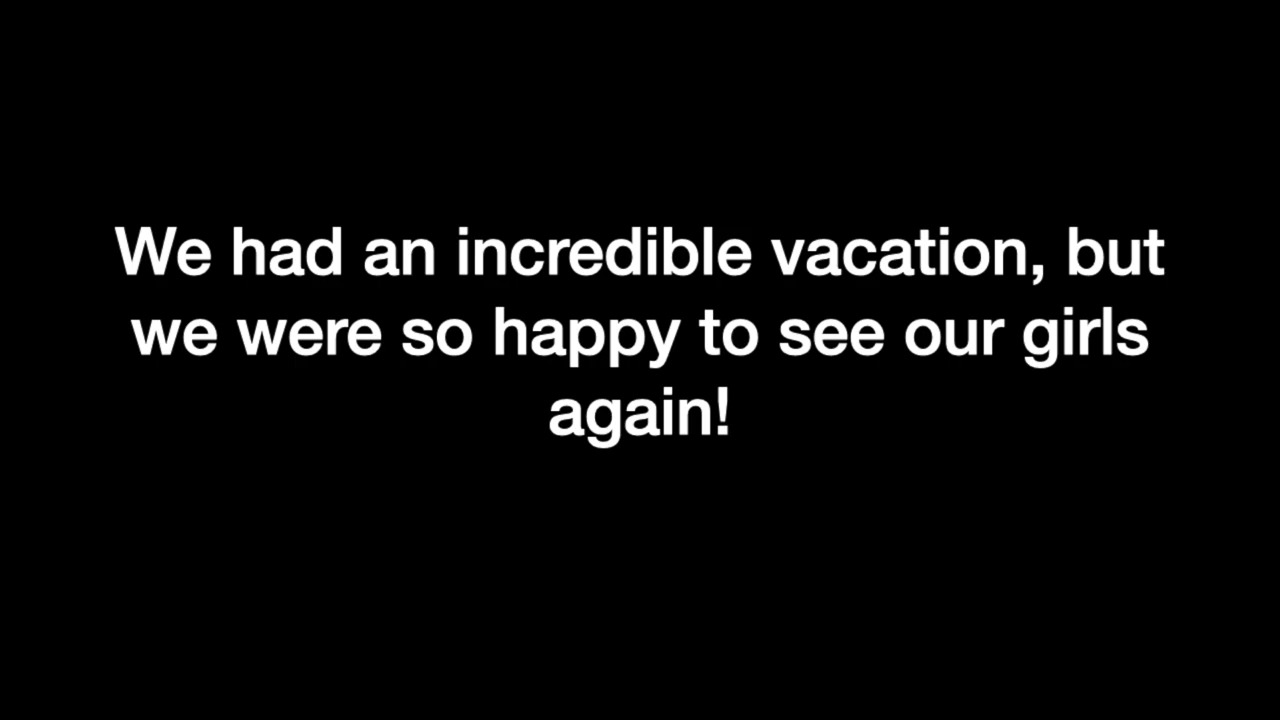 We had an incredible vacation, but
we were so happy to see our girls
again!